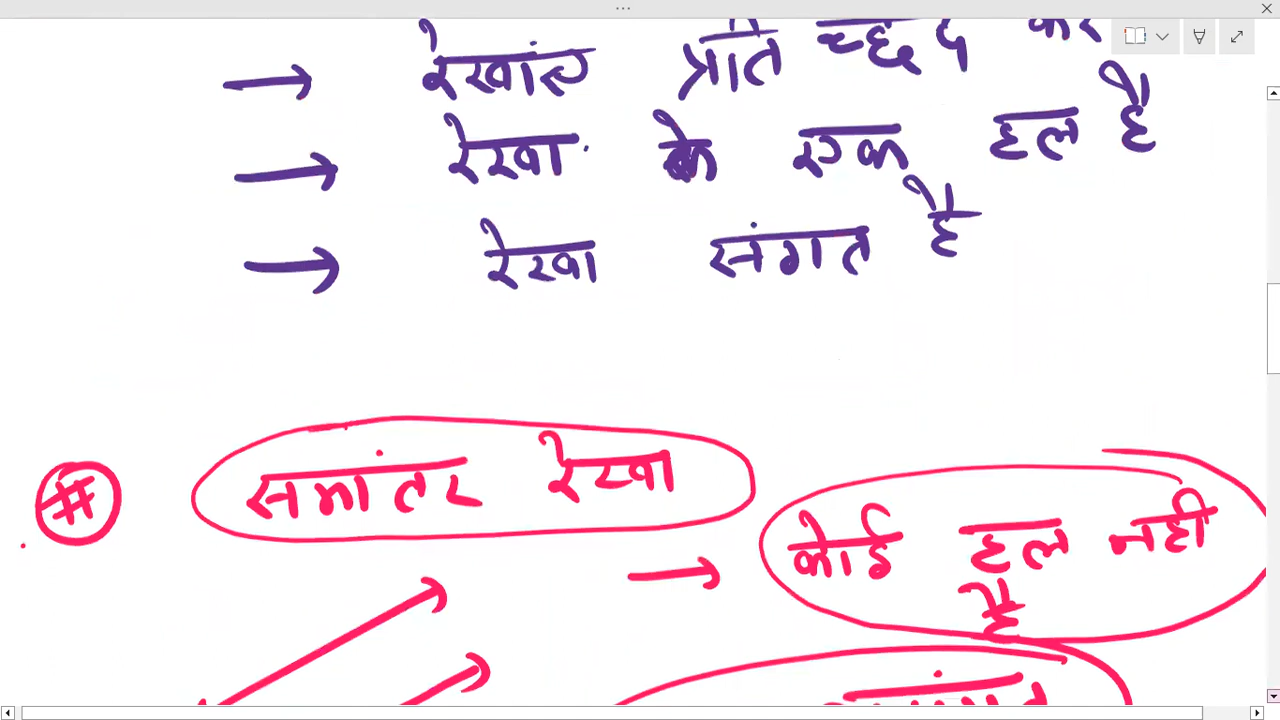 → रेखांए प्रति च्छेद कर
→ रेखा के एक हल है
→ रेखा संगत है
# समांतर रेखा
→ कोई हल नही
है